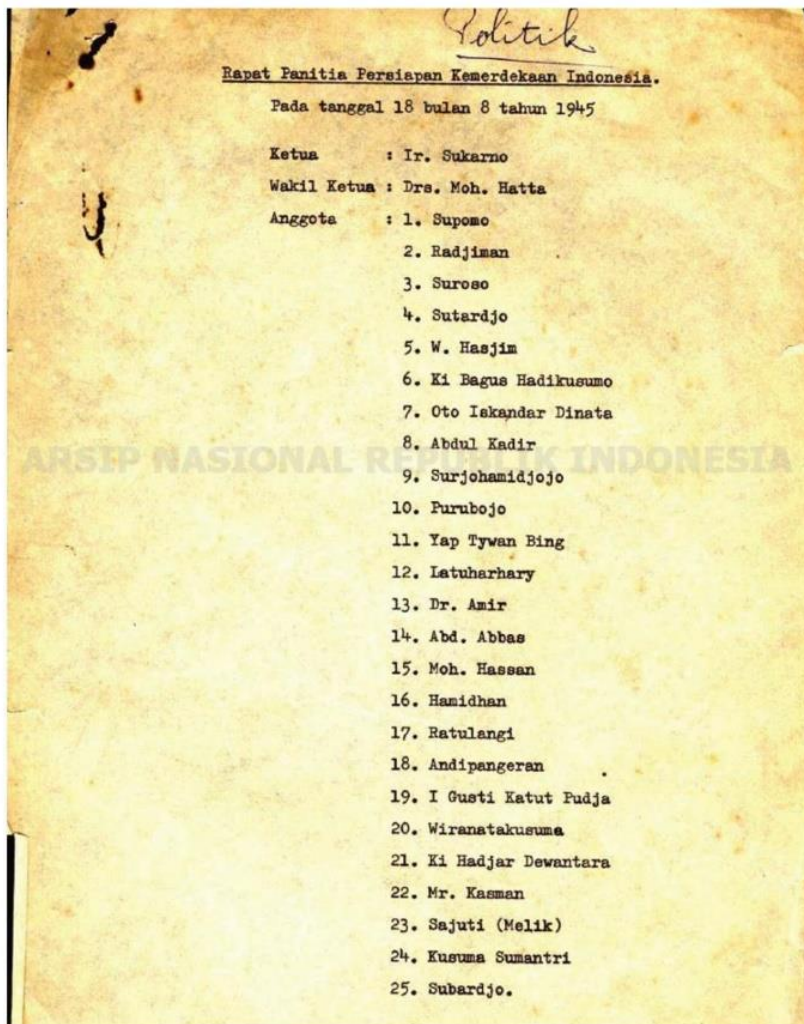 Politik
Rapat Panitia Persiapan Kemerdekaan Indonesia.
Pada tanggal 18 bulan 8 tahun 1945
Ketua : Ir. Sukarno
Wakil Ketua : Drs. Moh. Hatta
Anggota : 1. Supomo
2. Radjiman
3. Suroso
4. Sutardjo
5. W. Hasjim
6. Ki Bagus Hadikusumo
7. Oto Iskandar Dinata
8. Abdul Kadir
ARSIP NASIONAL REPUBLIK INDONESIA
9. Surjohamidjojo
10. Purubojo
11. Yap Tywan Bing
12. Latuharhary
13. Dr. Amir
14. Abd. Abbas
15. Moh. Hassan
16. Hamidhan
17. Ratulangi
18. Andipangeran
19. I Gusti Katut Pudja
20. Wiranatakusuma
21. Ki Hadjar Dewantara
22. Mr. Kasman
23. Sajuti (Melik)
24. Kusuma Sumantri
25. Subardjo.